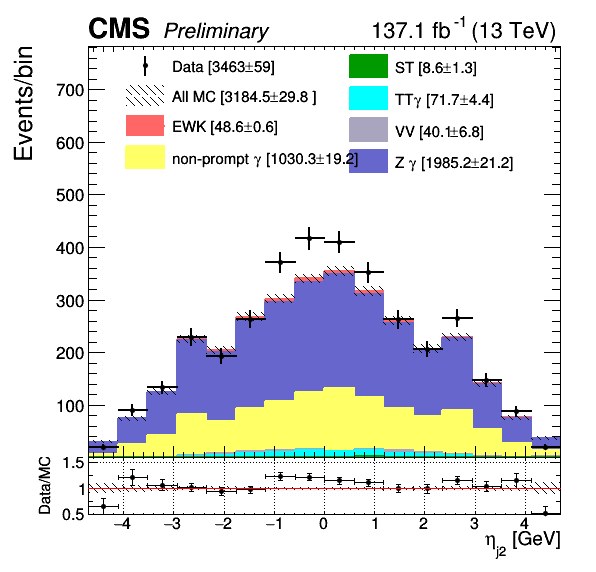 CMS Preliminary 137.1 fb⁻¹ (13 TeV)
Events/bin
Data [3463±59]
All MC [3184.5±29.8 ]
EWK [48.6±0.6]
non-prompt γ [1030.3±19.2]
ST [8.6±1.3]
TTγ [71.7±4.4]
VV [40.1±6.8]
Z γ [1985.2±21.2]
700
600
500
400
300
200
100
Data/MC
1.5
1
0.5
−4 −3 −2 −1 0 1 2 3 4
η_j2 [GeV]